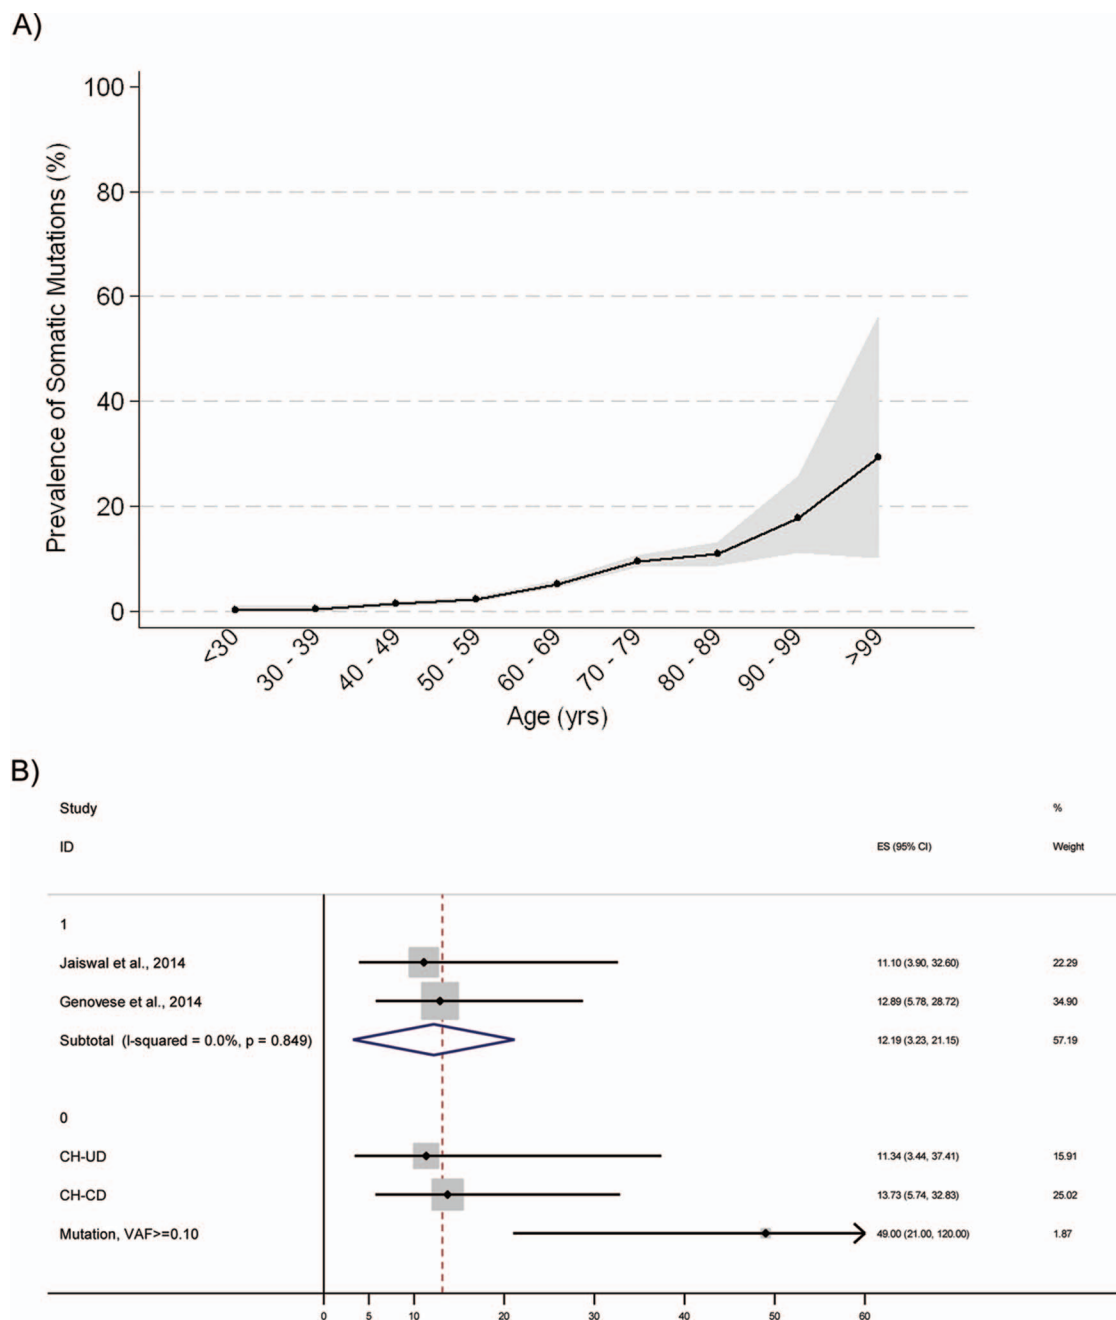 A)
Prevalence of Somatic Mutations (%)
100
80
60
40
20
0
<30
30 - 39
40 - 49
50 - 59
60 - 69
70 - 79
80 - 89
90 - 99
>99
Age (yrs)
B)
Study %
ID ES (95% CI) Weight
1
Jaiswal et al., 2014 11.10 (3.90, 32.60) 22.29
Genovese et al., 2014 12.89 (5.78, 28.72) 34.90
Subtotal (I-squared = 0.0%, p = 0.849) 12.19 (3.23, 21.15) 57.19
0
CH-UD 11.34 (3.44, 37.41) 15.91
CH-CD 13.73 (5.74, 32.83) 25.02
Mutation, VAF>=0.10 49.00 (21.00, 120.00) 1.87
0 5 10 20 30 40 50 60